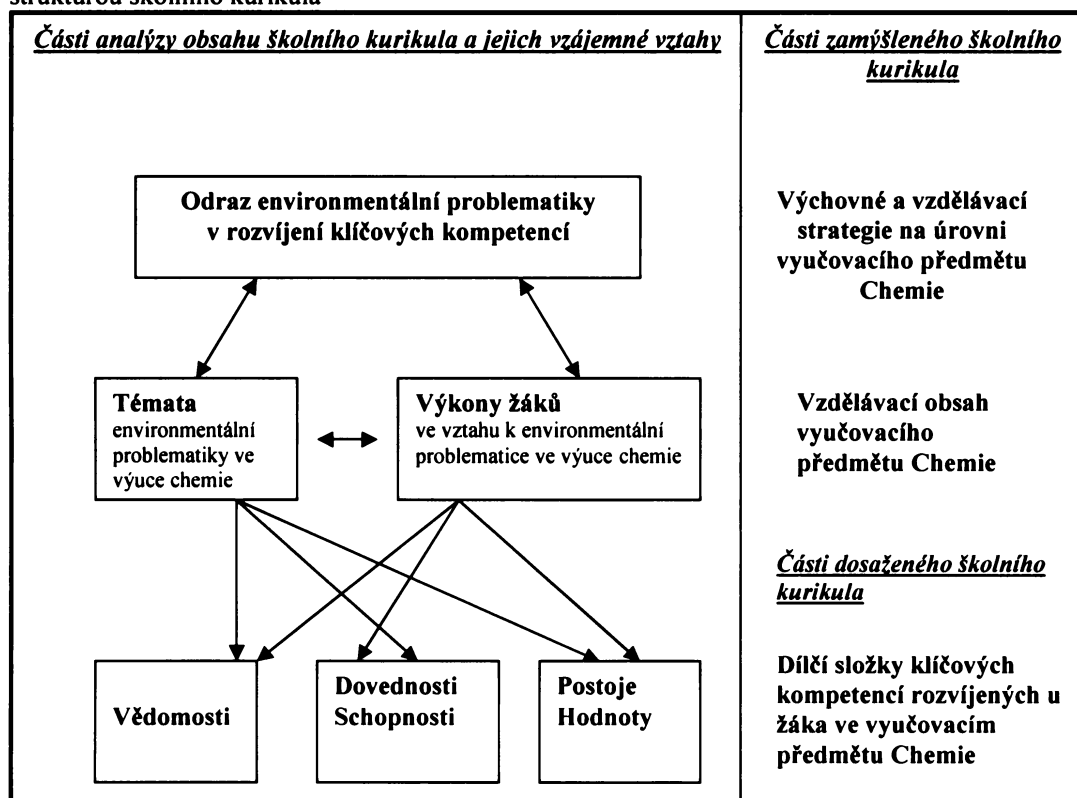 strukturou školního kurikula
Části analýzy obsahu školního kurikula a jejich vzájemné vztahy
Odraz environmentální problematiky
v rozvíjení klíčových kompetencí
Témata
environmentální
problematiky ve
výuce chemie
Výkony žáků
ve vztahu k environmentální
problematice ve výuce chemie
Vědomosti
Dovednosti
Schopnosti
Postoje
Hodnoty
Části zamýšleného školního
kurikula
Výchovné a vzdělávací
strategie na úrovni
vyučovacího předmětu
Chemie
Vzdělávací obsah
vyučovacího
předmětu Chemie
Části dosaženého školního
kurikula
Dílčí složky klíčových
kompetencí rozvíjených u
žáka ve vyučovacím
předmětu Chemie